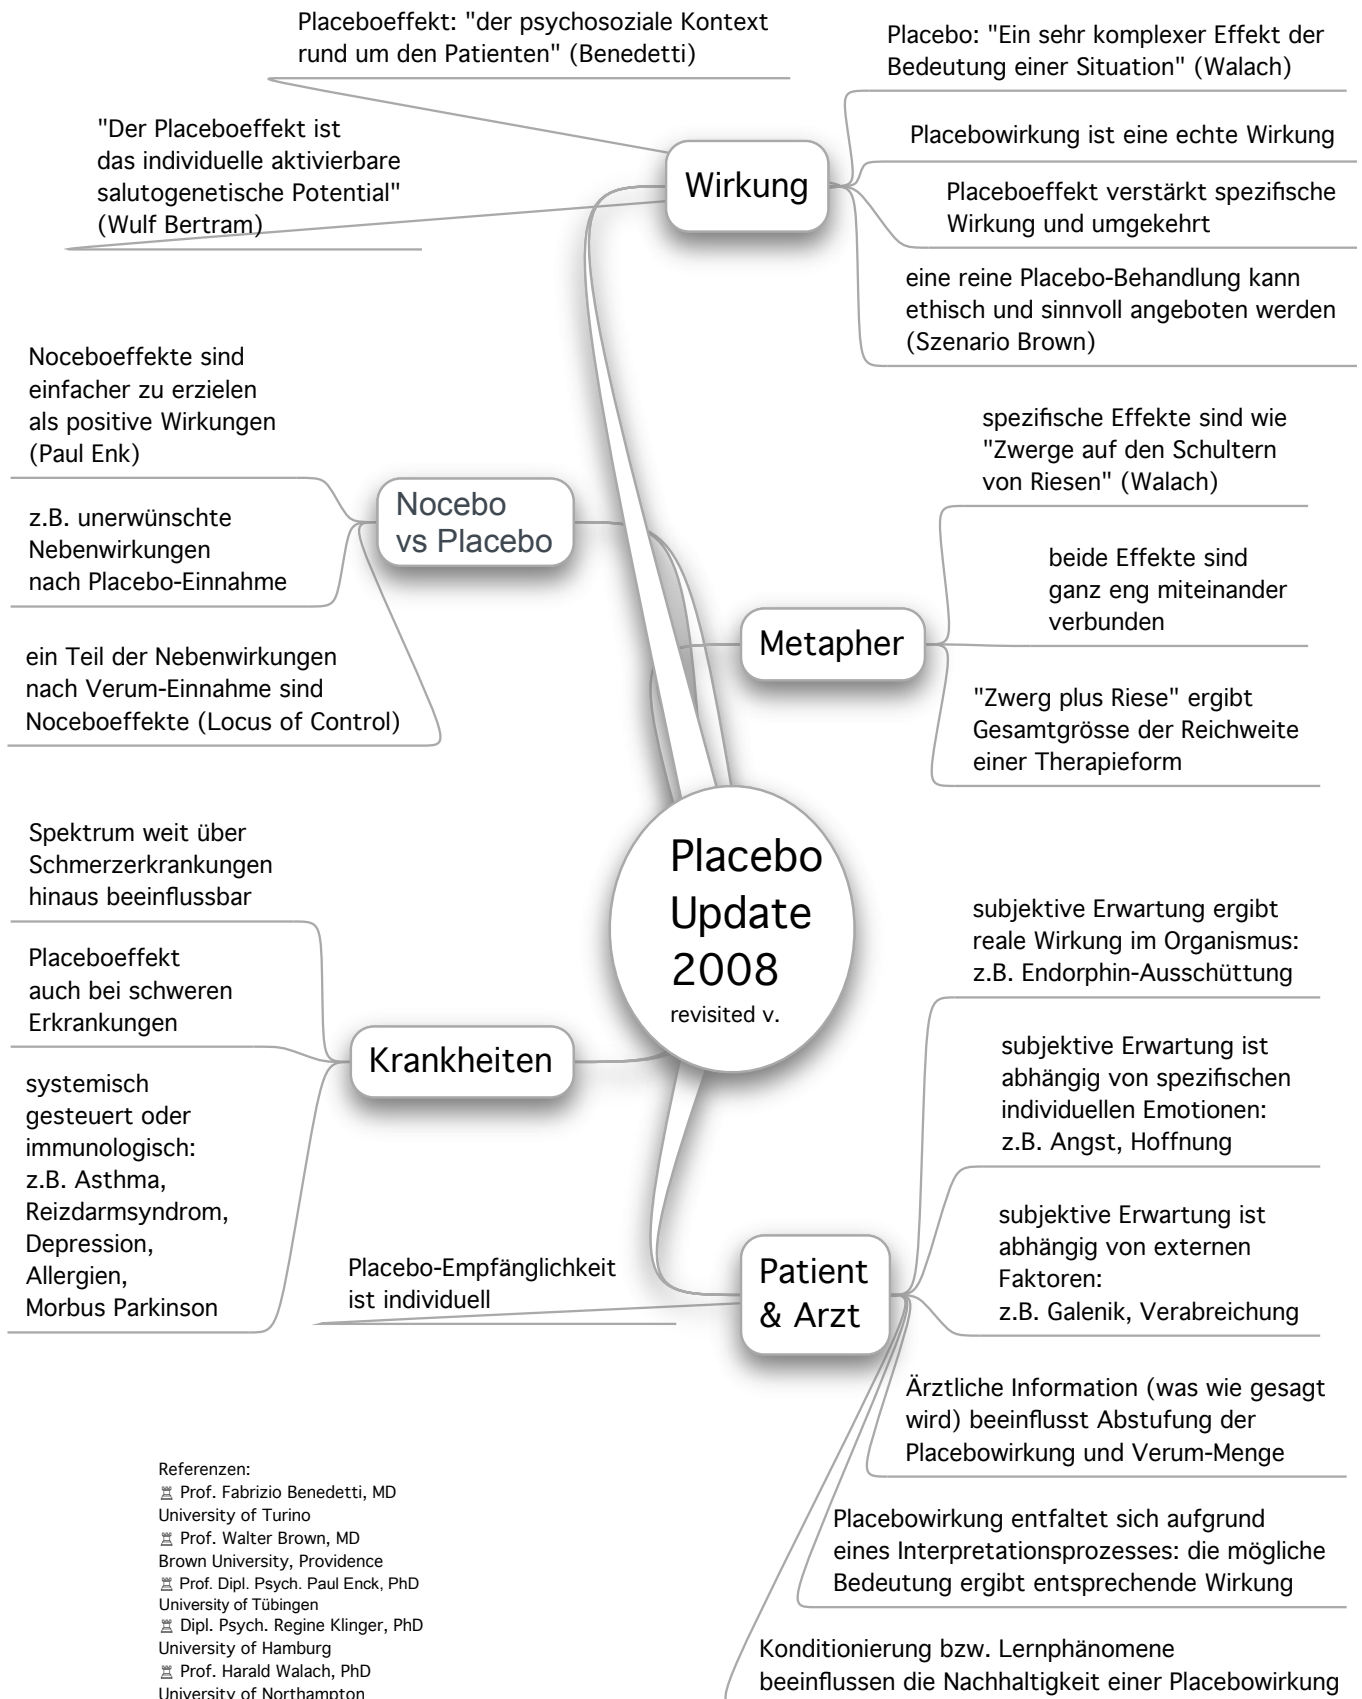 Placeboeffekt: "der psychosoziale Kontext
rund um den Patienten" (Benedetti)
Placebo: "Ein sehr komplexer Effekt der
Bedeutung einer Situation" (Walach)
"Der Placeboeffekt ist
das individuelle aktivierbare
salutogenetische Potential"
(Wulf Bertram)
Wirkung
Placebowirkung ist eine echte Wirkung
Placeboeffekt verstärkt spezifische
Wirkung und umgekehrt
eine reine Placebo-Behandlung kann
ethisch und sinnvoll angeboten werden
(Szenario Brown)
Noceboeffekte sind
einfacher zu erzielen
als positive Wirkungen
(Paul Enk)
z.B. unerwünschte
Nebenwirkungen
nach Placebo-Einnahme
ein Teil der Nebenwirkungen
nach Verum-Einnahme sind
Noceboeffekte (Locus of Control)
Nocebo
vs Placebo
spezifische Effekte sind wie
"Zwerge auf den Schultern
von Riesen" (Walach)
beide Effekte sind
ganz eng miteinander
verbunden
Metapher
"Zwerg plus Riese" ergibt
Gesamtgrösse der Reichweite
einer Therapieform
Placebo
Update
2008
revisited v.
Spektrum weit über
Schmerzerkrankungen
hinaus beeinflussbar
Placeboeffekt
auch bei schweren
Erkrankungen
systemisch
gesteuert oder
immunologisch:
z.B. Asthma,
Reizdarmsyndrom,
Depression,
Allergien,
Morbus Parkinson
Krankheiten
subjektive Erwartung ergibt
reale Wirkung im Organismus:
z.B. Endorphin-Ausschüttung
subjektive Erwartung ist
abhängig von spezifischen
individuellen Emotionen:
z.B. Angst, Hoffnung
subjektive Erwartung ist
abhängig von externen
Faktoren:
z.B. Galenik, Verabreichung
Placebo-Empfänglichkeit
ist individuell
Patient
& Arzt
Ärztliche Information (was wie gesagt
wird) beeinflusst Abstufung der
Placebowirkung und Verum-Menge
Placebowirkung entfaltet sich aufgrund
eines Interpretationsprozesses: die mögliche
Bedeutung ergibt entsprechende Wirkung
Konditionierung bzw. Lernphänomene
beeinflussen die Nachhaltigkeit einer Placebowirkung
Referenzen:
Prof. Fabrizio Benedetti, MD
University of Turino
Prof. Walter Brown, MD
Brown University, Providence
Prof. Dipl. Psych. Paul Enck, PhD
University of Tübingen
Dipl. Psych. Regine Klinger, PhD
University of Hamburg
Prof. Harald Walach, PhD
University of Northampton